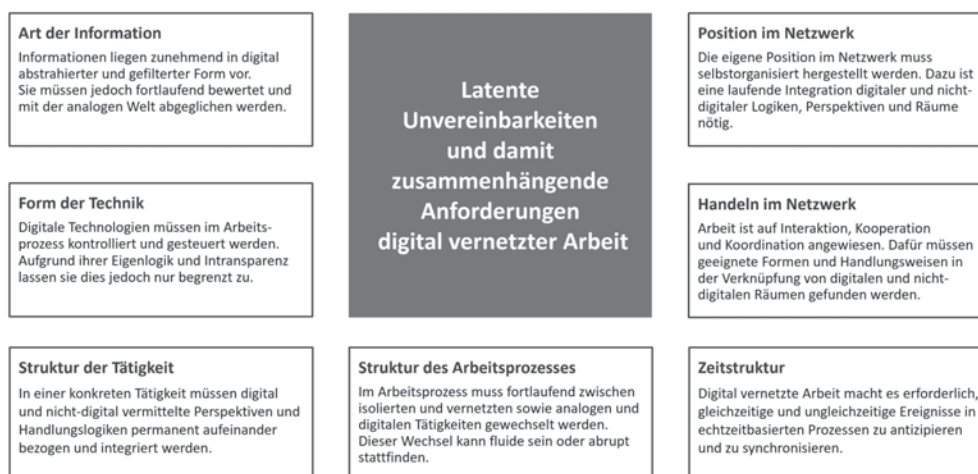 Art der Information
Informationen liegen zunehmend in digital
abstrahierter und gefilterter Form vor.
Sie müssen jedoch fortlaufend bewertet und
mit der analogen Welt abgeglichen werden.
Latente
Unvereinbarkeiten
und damit
zusammenhängende
Anforderungen
digital vernetzter Arbeit
Position im Netzwerk
Die eigene Position im Netzwerk muss
selbstorganisiert hergestellt werden. Dazu ist
eine laufende Integration digitaler und nicht-
digitaler Logiken, Perspektiven und Räume
nötig.
Form der Technik
Digitale Technologien müssen im Arbeits-
prozess kontrolliert und gesteuert werden.
Aufgrund ihrer Eigenlogik und Intransparenz
lassen sie dies jedoch nur begrenzt zu.
Handeln im Netzwerk
Arbeit ist auf Interaktion, Kooperation
und Koordination angewiesen. Dafür müssen
geeignete Formen und Handlungsweisen in
der Verknüpfung von digitalen und nicht-
digitalen Räumen gefunden werden.
Struktur der Tätigkeit
In einer konkreten Tätigkeit müssen digital
und nicht-digital vermittelte Perspektiven und
Handlungslogiken permanent aufeinander
bezogen und integriert werden.
Struktur des Arbeitsprozesses
Im Arbeitsprozess muss fortlaufend zwischen
isolierten und vernetzten sowie analogen und
digitalen Tätigkeiten gewechselt werden.
Dieser Wechsel kann fluide sein oder abrupt
stattfinden.
Zeitstruktur
Digital vernetzte Arbeit macht es erforderlich,
gleichzeitige und ungleichzeitige Ereignisse in
echtzeitbasierten Prozessen zu antizipieren
und zu synchronisieren.